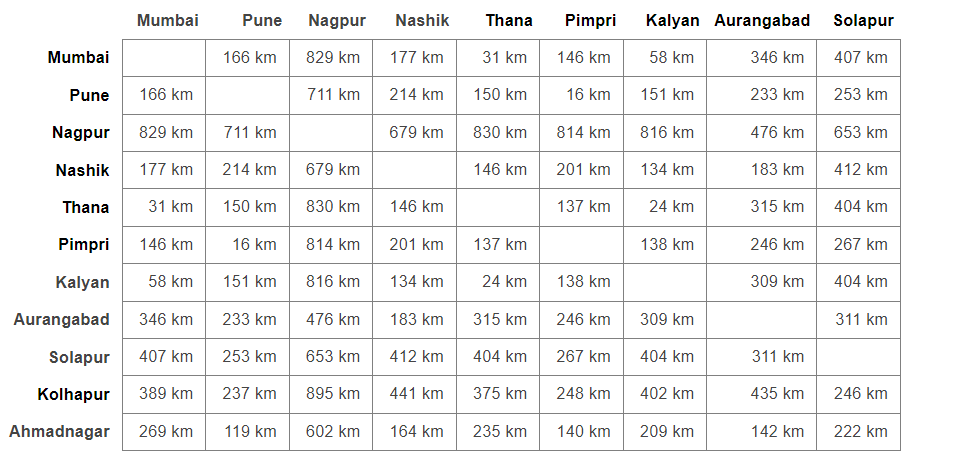 Mumbai Pune Nagpur Nashik Thana Pimpri Kalyan Aurangabad Solapur
Mumbai 166 km 829 km 177 km 31 km 146 km 58 km 346 km 407 km
Pune 166 km 711 km 214 km 150 km 16 km 151 km 233 km 253 km
Nagpur 829 km 711 km 679 km 830 km 814 km 816 km 476 km 653 km
Nashik 177 km 214 km 679 km 146 km 201 km 134 km 183 km 412 km
Thana 31 km 150 km 830 km 146 km 137 km 24 km 315 km 404 km
Pimpri 146 km 16 km 814 km 201 km 137 km 138 km 246 km 267 km
Kalyan 58 km 151 km 816 km 134 km 24 km 138 km 309 km 404 km
Aurangabad 346 km 233 km 476 km 183 km 315 km 246 km 309 km 311 km
Solapur 407 km 253 km 653 km 412 km 404 km 267 km 404 km 311 km
Kolhapur 389 km 237 km 895 km 441 km 375 km 248 km 402 km 435 km 246 km
Ahmadnagar 269 km 119 km 602 km 164 km 235 km 140 km 209 km 142 km 222 km